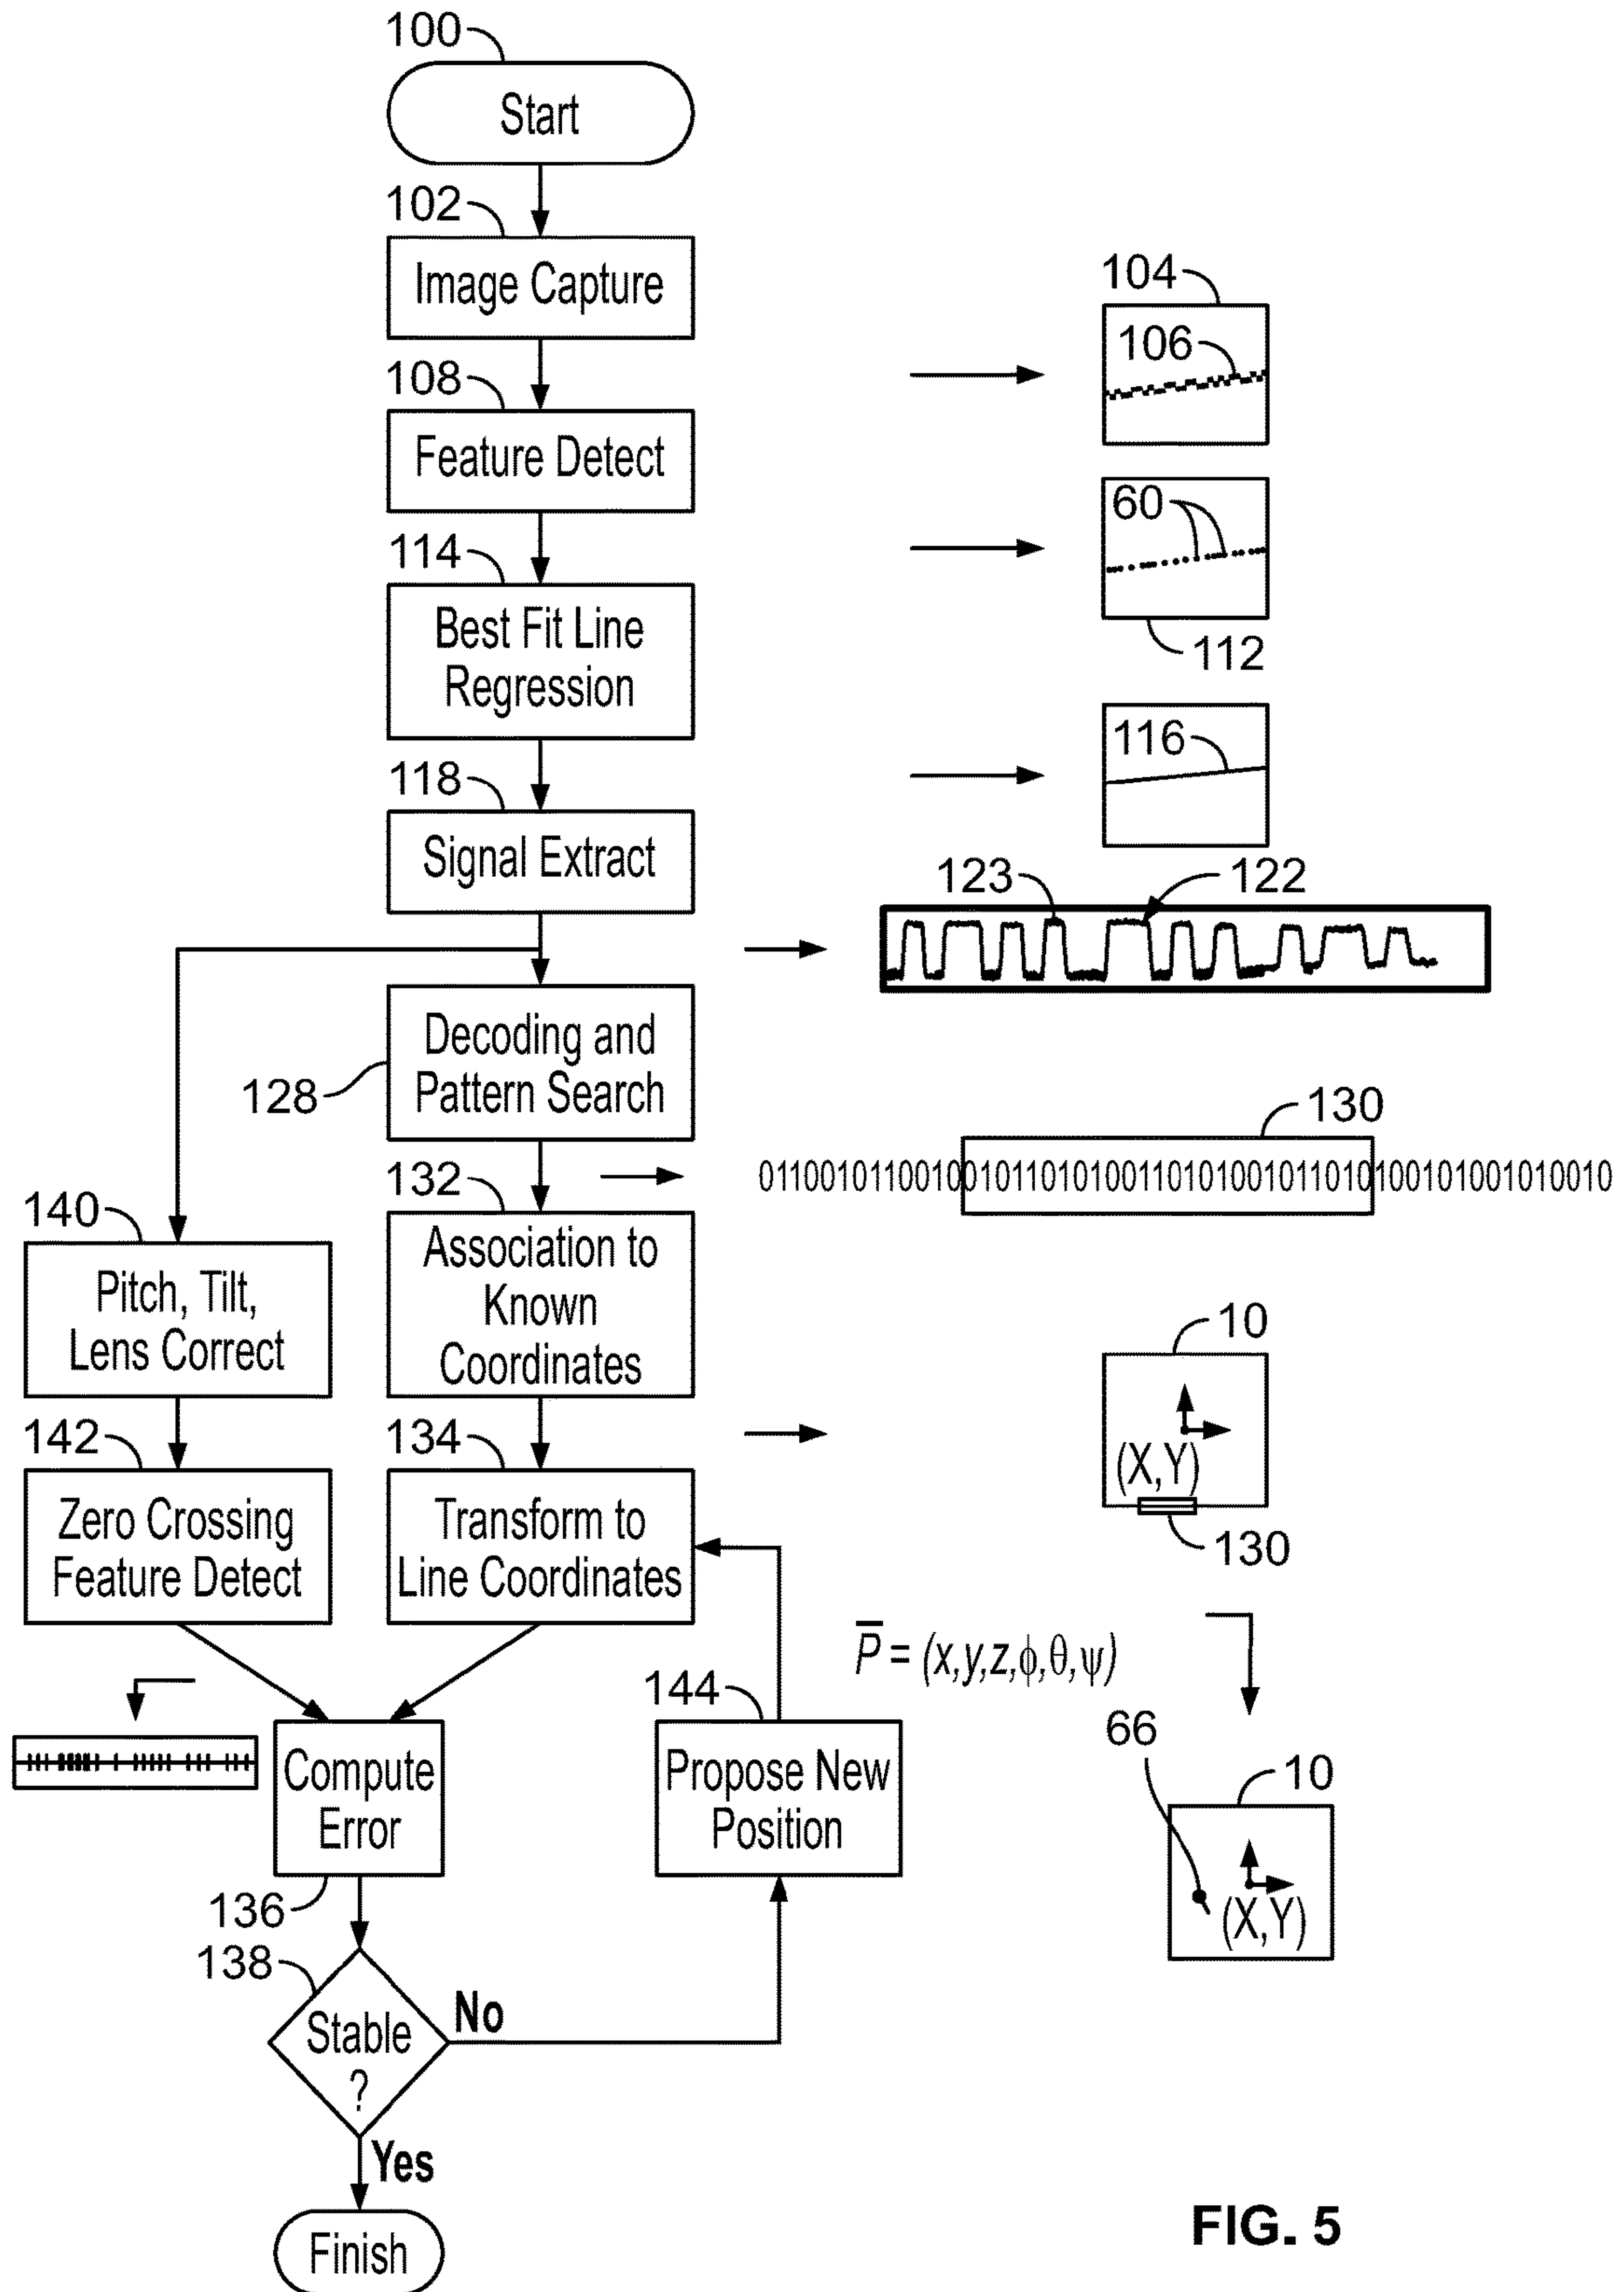 100
Start
102
Image Capture
108
Feature Detect
114
Best Fit Line
Regression
118
Signal Extract
128
Decoding and
Pattern Search
132
Association to
Known
Coordinates
134
Transform to
Line Coordinates
140
Pitch, Tilt,
Lens Correct
142
Zero Crossing
Feature Detect
Compute
Error
136
138
Stable
?
No
Yes
Finish
144
Propose New
Position
104
106
60
112
116
123
122
130
011001011001001011010100110101001011010100101001010010
10
(X,Y)
130
P̅ = (x,y,z,ϕ,θ,ψ)
66
10
(X,Y)
FIG. 5